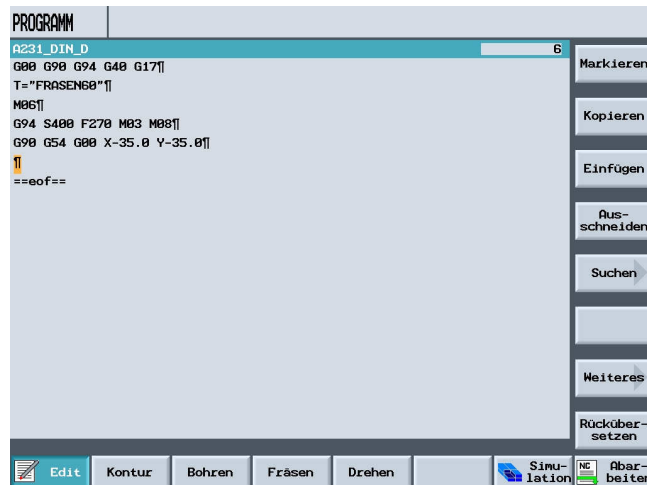 PROGRAMM
A231_DIN_D 6
G00 G90 G94 G40 G17¶
T="FRASEN60"¶
M06¶
G94 S400 F270 M03 M08¶
G90 G54 G00 X-35.0 Y-35.0¶
¶
==eof==
Markieren
Kopieren
Einfügen
Aus-
schneiden
Suchen
Weiteres
Rücküber-
setzen
Edit Kontur Bohren Fräsen Drehen Simu-
lation NC Abar-
beiten